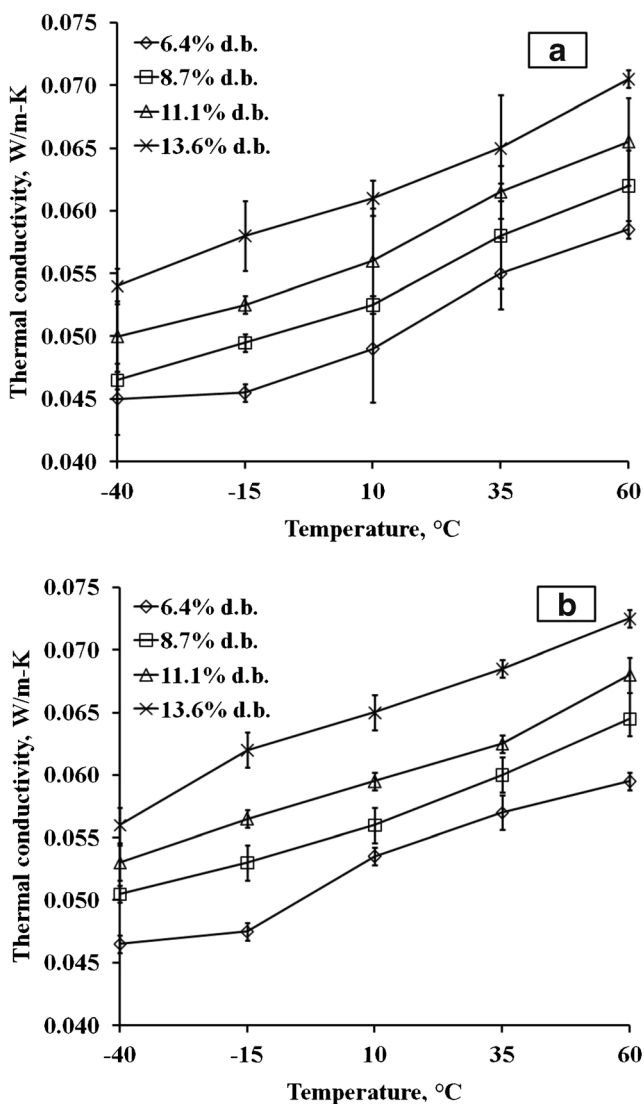 0.075
0.070
0.065
0.060
0.055
0.050
0.045
0.040
Thermal conductivity, W/m-K
6.4% d.b.
8.7% d.b.
11.1% d.b.
13.6% d.b.
a
-40 -15 10 35 60
Temperature, °C
0.075
0.070
0.065
0.060
0.055
0.050
0.045
0.040
Thermal conductivity, W/m-K
6.4% d.b.
8.7% d.b.
11.1% d.b.
13.6% d.b.
b
-40 -15 10 35 60
Temperature, °C